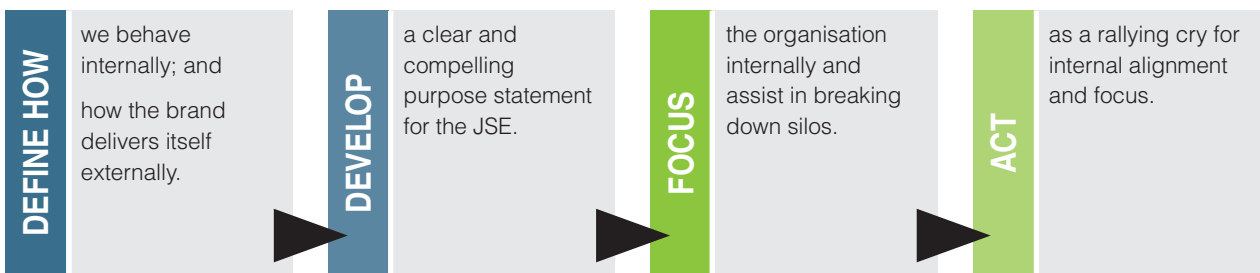 DEFINE HOW
we behave
internally; and
how the brand
delivers itself
externally.
DEVELOP
a clear and
compelling
purpose statement
for the JSE.
FOCUS
the organisation
internally and
assist in breaking
down silos.
ACT
as a rallying cry for
internal alignment
and focus.